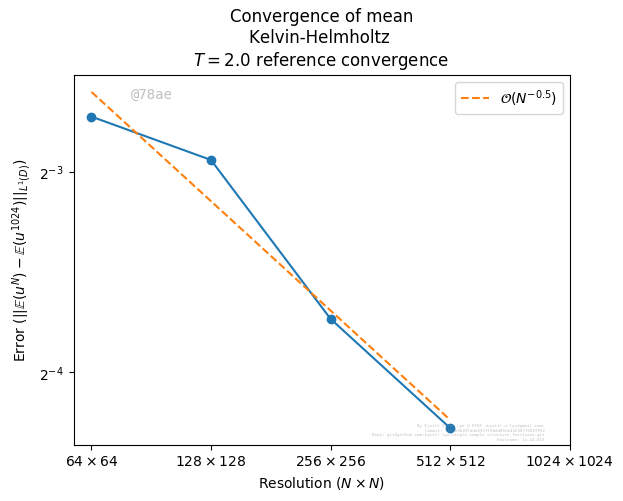 Convergence of mean
Kelvin-Helmholtz
T = 2.0 reference convergence
@78ae
O(N^{-0.5})
2^{-3}
2^{-4}
Error (||𝔼(u^N) − 𝔼(u^{1024})||_{L^1(D)})
64 × 64 128 × 128 256 × 256 512 × 512 1024 × 1024
Resolution (N × N)